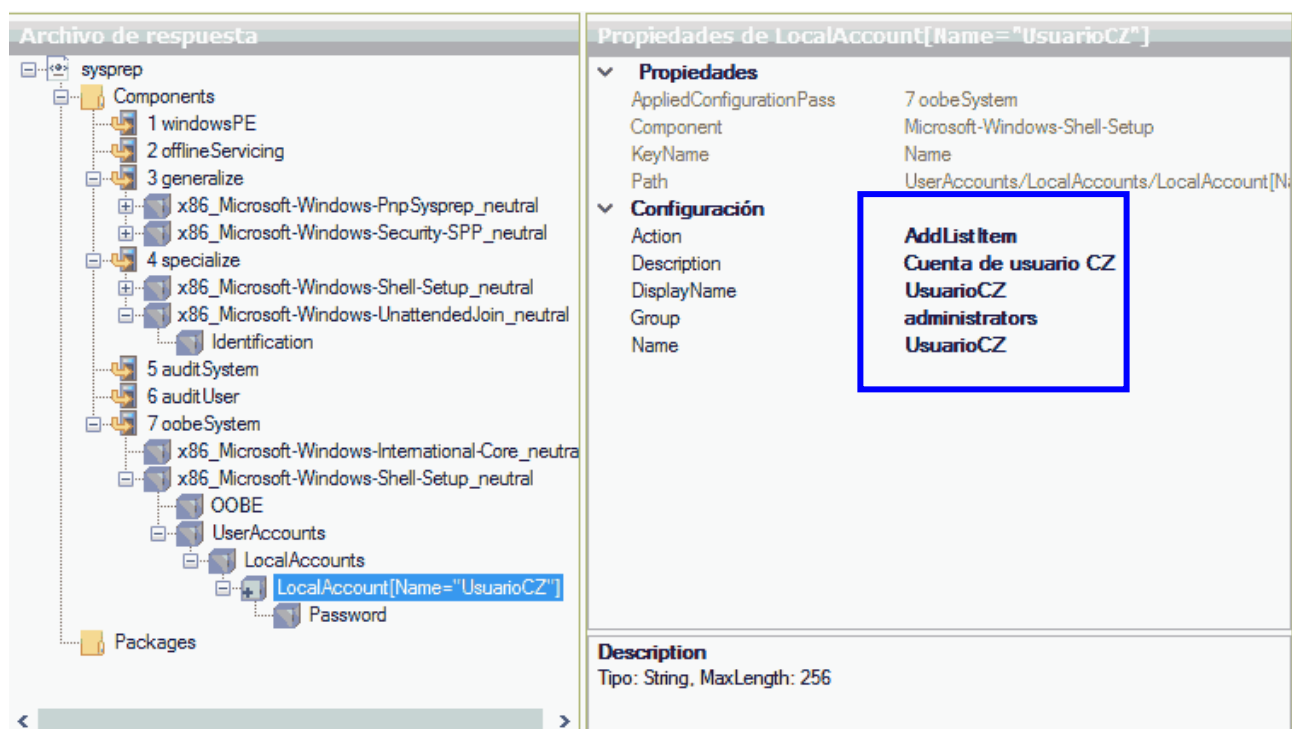 Archivo de respuesta
sysprep
Components
1 windowsPE
2 offlineServicing
3 generalize
x86_Microsoft-Windows-PnpSysprep_neutral
x86_Microsoft-Windows-Security-SPP_neutral
4 specialize
x86_Microsoft-Windows-Shell-Setup_neutral
x86_Microsoft-Windows-UnattendedJoin_neutral
Identification
5 auditSystem
6 auditUser
7 oobeSystem
x86_Microsoft-Windows-International-Core_neutra
x86_Microsoft-Windows-Shell-Setup_neutral
OOBE
UserAccounts
LocalAccounts
LocalAccount[Name="UsuarioCZ"]
Password
Packages
Propiedades de LocalAccount[Name="UsuarioCZ"]
Propiedades
AppliedConfigurationPass 7 oobeSystem
Component Microsoft-Windows-Shell-Setup
KeyName Name
Path UserAccounts/LocalAccounts/LocalAccount[Na
Configuración
Action AddListItem
Description Cuenta de usuario CZ
DisplayName UsuarioCZ
Group administrators
Name UsuarioCZ
Description
Tipo: String, MaxLength: 256